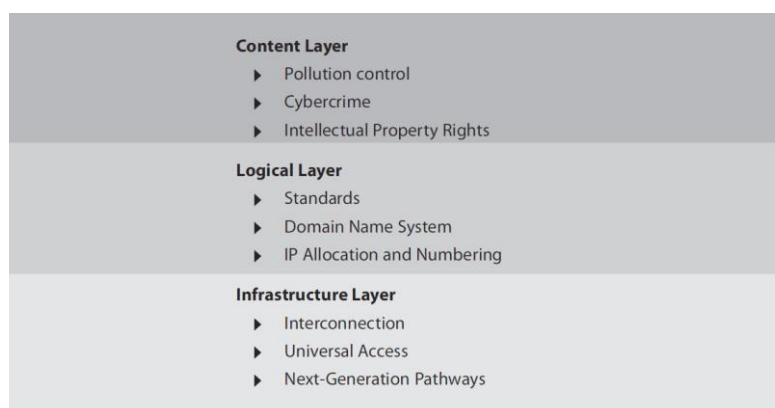 Content Layer
Pollution control
Cybercrime
Intellectual Property Rights
Logical Layer
Standards
Domain Name System
IP Allocation and Numbering
Infrastructure Layer
Interconnection
Universal Access
Next-Generation Pathways